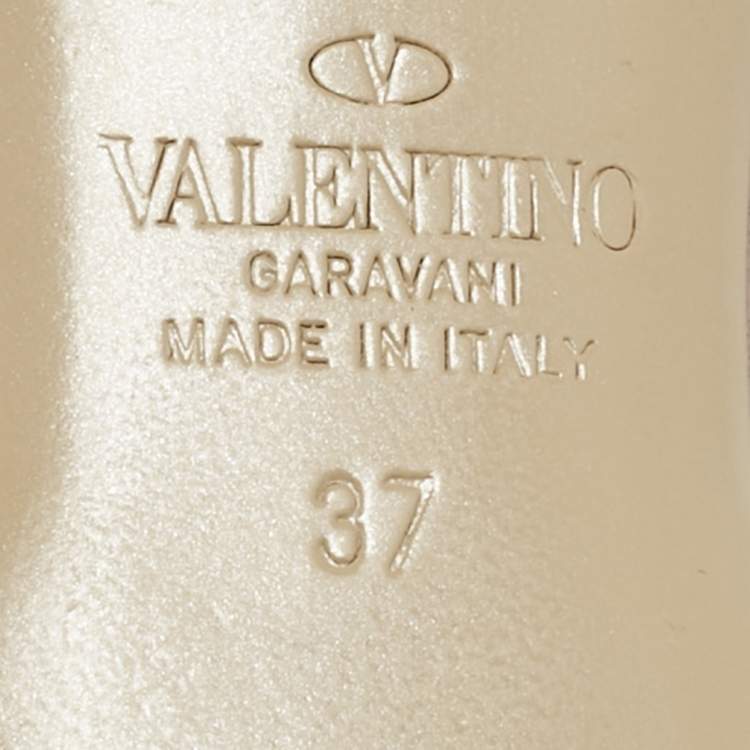 V
VALENTINO
GARAVANI
MADE IN ITALY
37